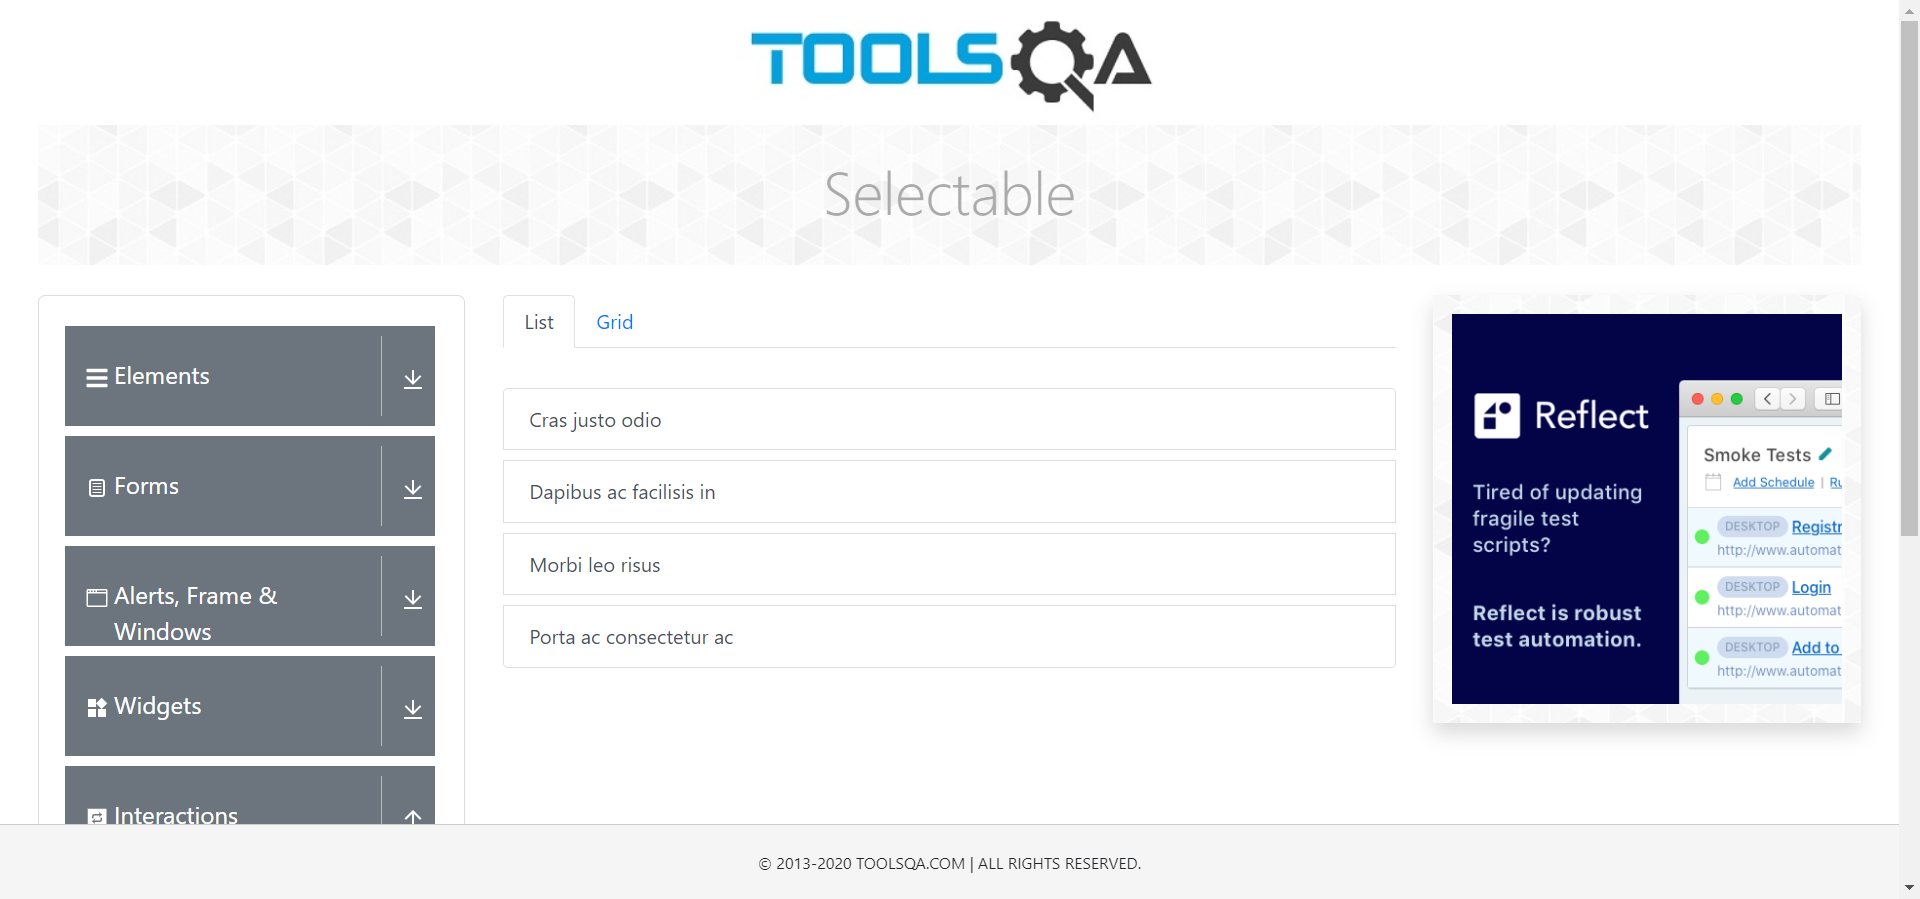 TOOLSQA
Selectable
Elements
Forms
Alerts, Frame &
Windows
Widgets
Interactions
List
Grid
Cras justo odio
Dapibus ac facilisis in
Morbi leo risus
Porta ac consectetur ac
Reflect
Tired of updating
fragile test
scripts?
Reflect is robust
test automation.
Smoke Tests
Add Schedule | Ru
DESKTOP Registr
http://www.automat
DESKTOP Login
http://www.automat
DESKTOP Add to
http://www.automat
© 2013-2020 TOOLSQA.COM | ALL RIGHTS RESERVED.